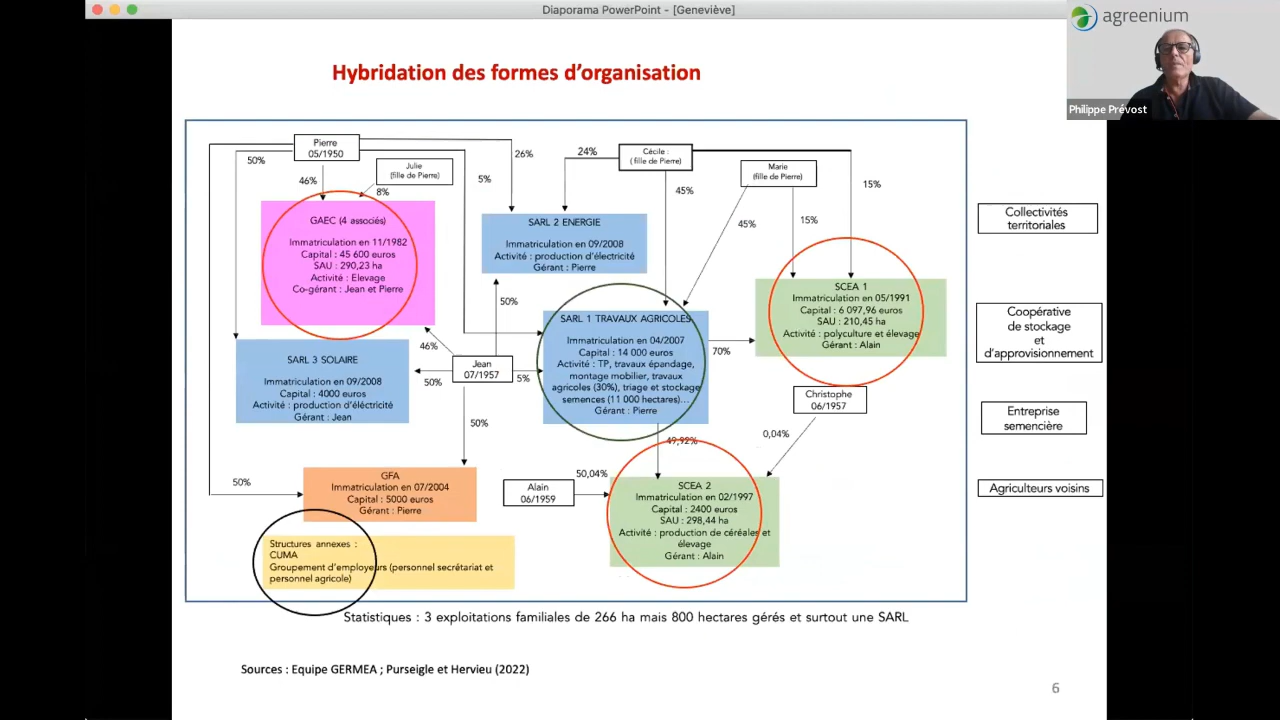 Diaporama PowerPoint - [Geneviève]
agreenium
Philippe Prévost
Hybridation des formes d'organisation
Pierre
05/1950
Julie
(fille de Pierre)
Cécile :
( fille de Pierre)
Marie
(fille de Pierre)
50%
46%
8%
5%
26%
24%
45%
45%
15%
15%
GAEC (4 associés)
Immatriculation en 11/1982
Capital : 45 600 euros
SAU : 290,23 ha
Activité : Elevage
Co-gérant : Jean et Pierre
SARL 2 ENERGIE
Immatriculation en 09/2008
Activité : production d'électricité
Gérant : Pierre
SCEA 1
Immatriculation en 05/1991
Capital : 6 097,96 euros
SAU : 210,45 ha
Activité : polyculture et élevage
Gérant : Alain
SARL 1 TRAVAUX AGRICOLES
Immatriculation en 04/2007
Capital : 14 000 euros
Activité : TP, travaux épandage,
montage mobilier, travaux
agricoles (30%), triage et stockage
semences (11 000 hectares)...
Gérant : Pierre
50%
46%
50%
5%
70%
50%
SARL 3 SOLAIRE
Immatriculation en 09/2008
Capital : 4000 euros
Activité : production d'éléctricité
Gérant : Jean
Jean
07/1957
Christophe
06/1957
0,04%
49,92%
50,04%
50%
GFA
Immatriculation en 07/2004
Capital : 5000 euros
Gérant : Pierre
Alain
06/1959
SCEA 2
Immatriculation en 02/1997
Capital : 2400 euros
SAU : 298,44 ha
Activité : production de céréales et
élevage
Gérant : Alain
Structures annexes :
CUMA
Groupement d'employeurs (personnel secrétariat et
personnel agricole)
Collectivités
territoriales
Coopérative
de stockage
et
d'approvisionnement
Entreprise
semencière
Agriculteurs voisins
Statistiques : 3 exploitations familiales de 266 ha mais 800 hectares gérés et surtout une SARL
Sources : Equipe GERMEA ; Purseigle et Hervieu (2022)
6